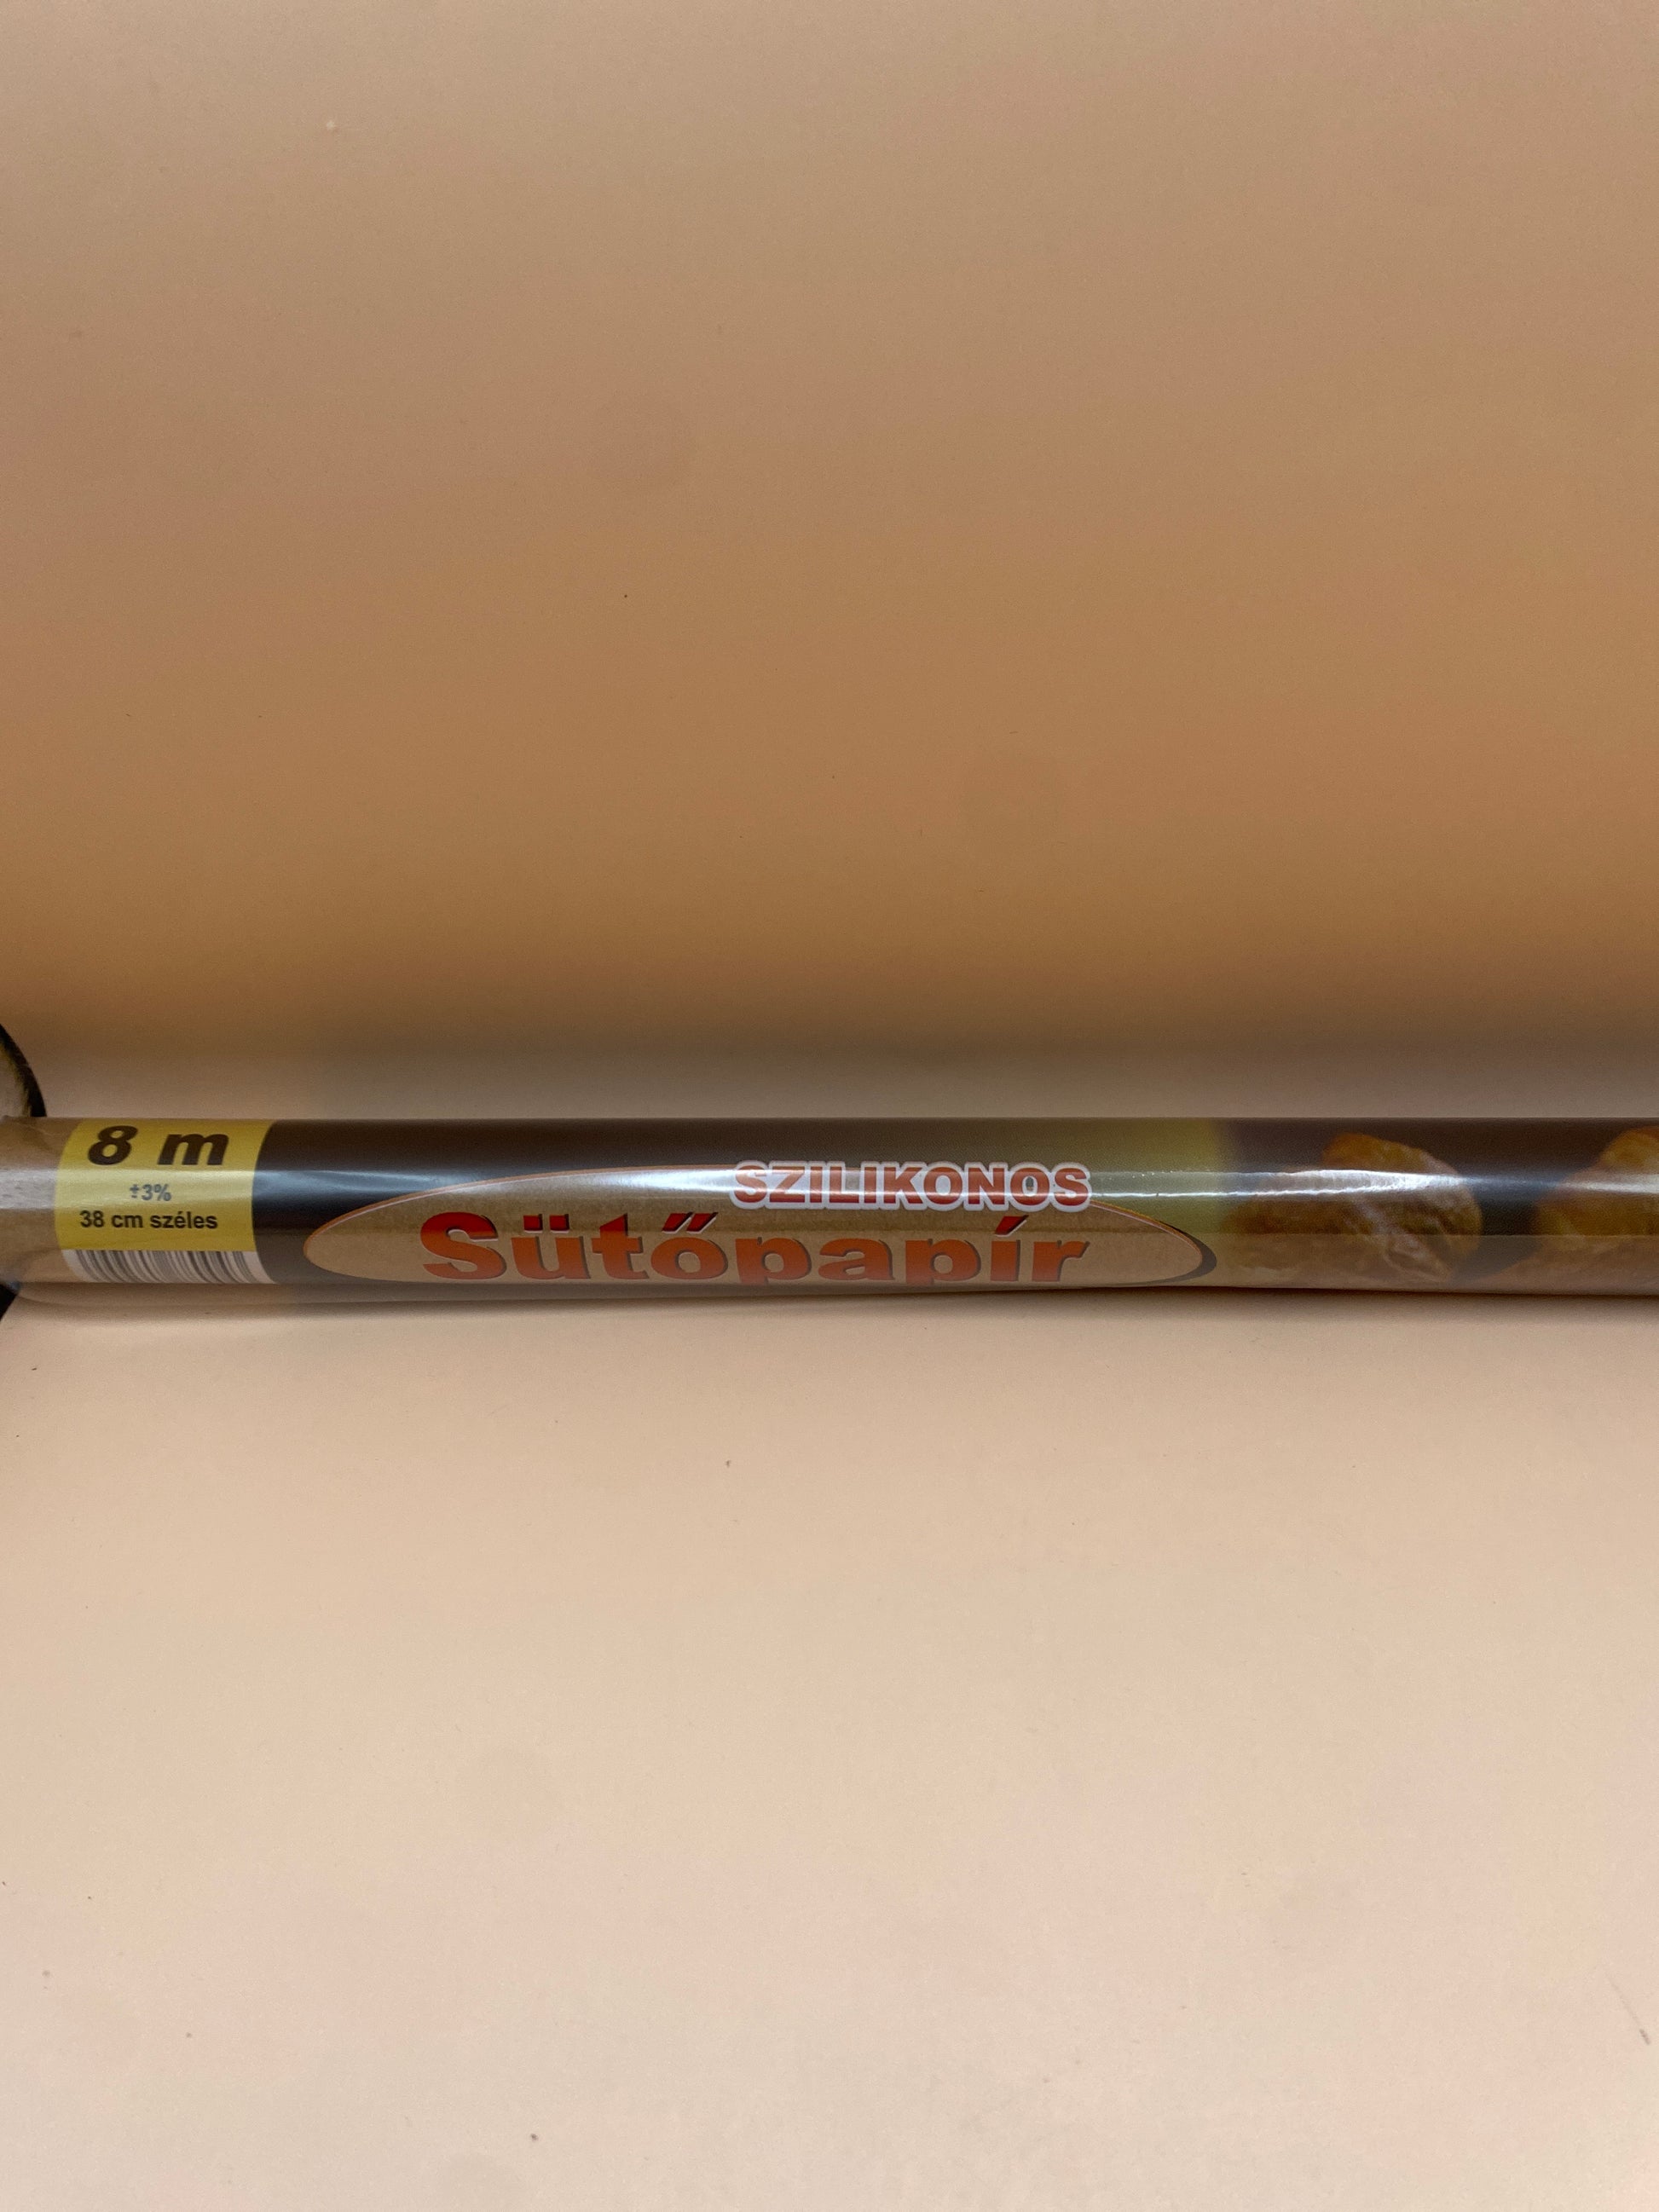 8 m
±3%
38 cm széles
SZILIKONOS
Sütőpapír